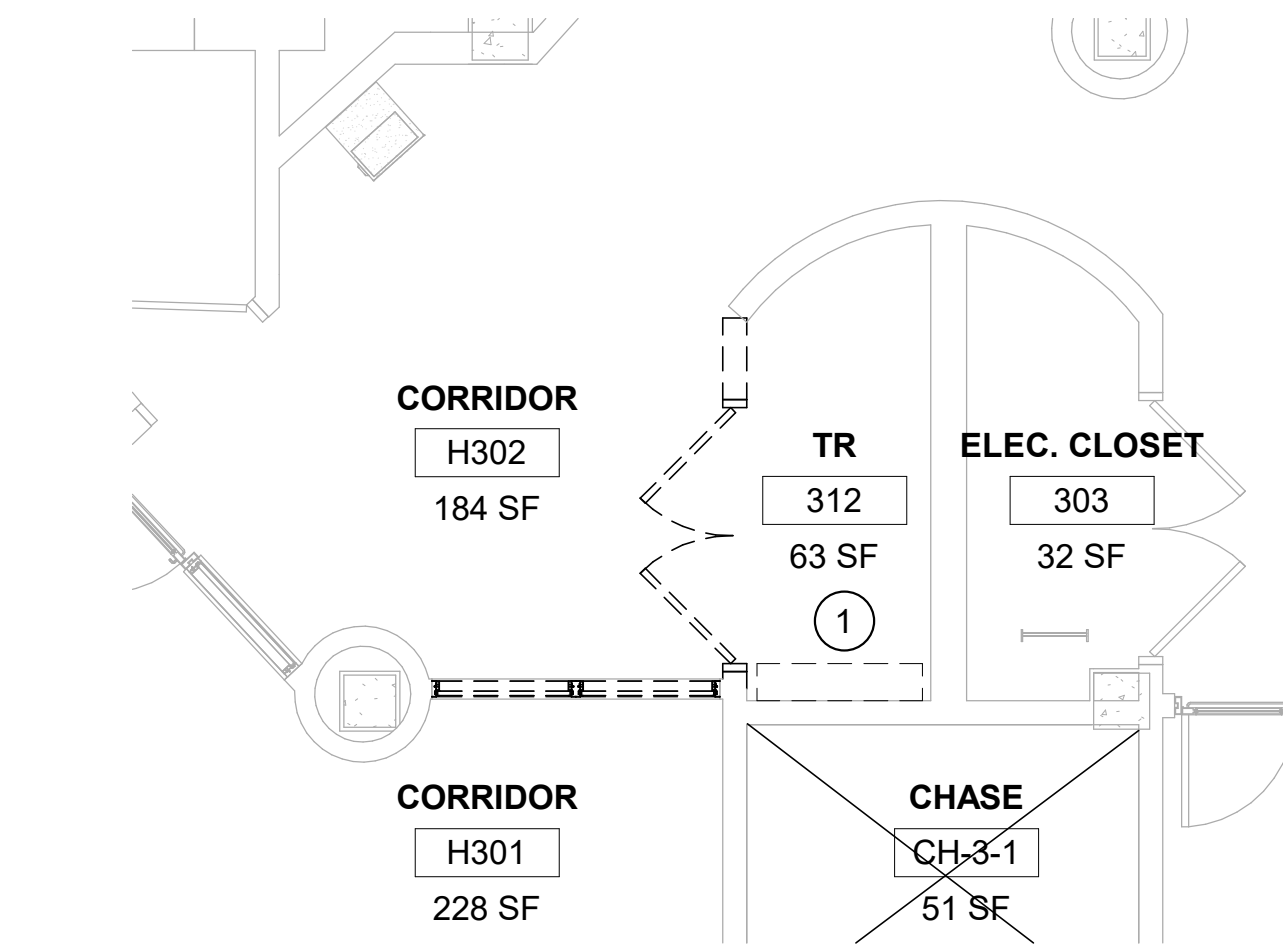 CORRIDOR
H302
184 SF
TR
312
63 SF
1
ELEC. CLOSET
303
32 SF
CORRIDOR
H301
228 SF
CHASE
CH-3-1
51 SF